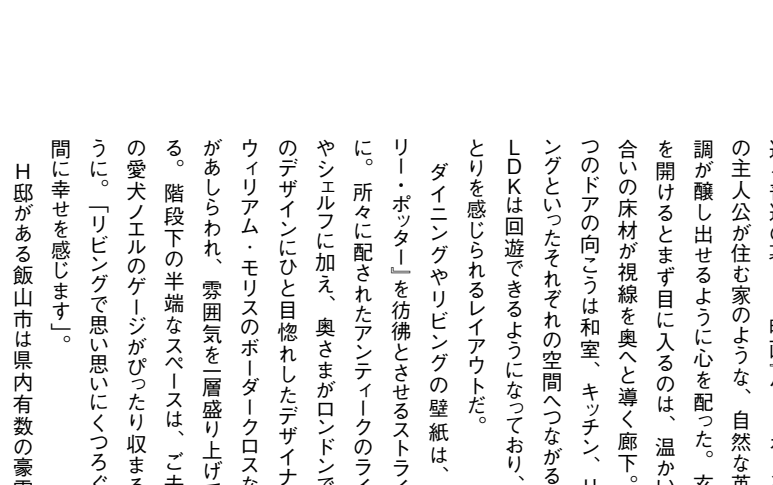 の主人公が住む家のような、自然な英
調が醸し出せるように心を配った。玄
を開けるとまず目に入るのは、温かい
合いの床材が視線を奥へと導く廊下。
つのドアの向こうは和室、キッチン、リ
ングといったそれぞれの空間へつながる
LDKは回遊できるようになっており、
とりを感じられるレイアウトだ。
ダイニングやリビングの壁紙は、
リー・ポッター』を彷彿とさせるストライ
に。所々に配されたアンティークのライ
やシェルフに加え、奥さまがロンドンで
のデザインにひと目惚れしたデザイナ
ウィリアム・モリスのボーダークロスな
があしらわれ、雰囲気を一層盛り上げて
る。階段下の半端なスペースは、ご夫
の愛犬ノエルのゲージがぴったり収まる
うに。「リビングで思い思いにくつろぐ
間に幸せを感じます」。
H邸がある飯山市は県内有数の豪雪